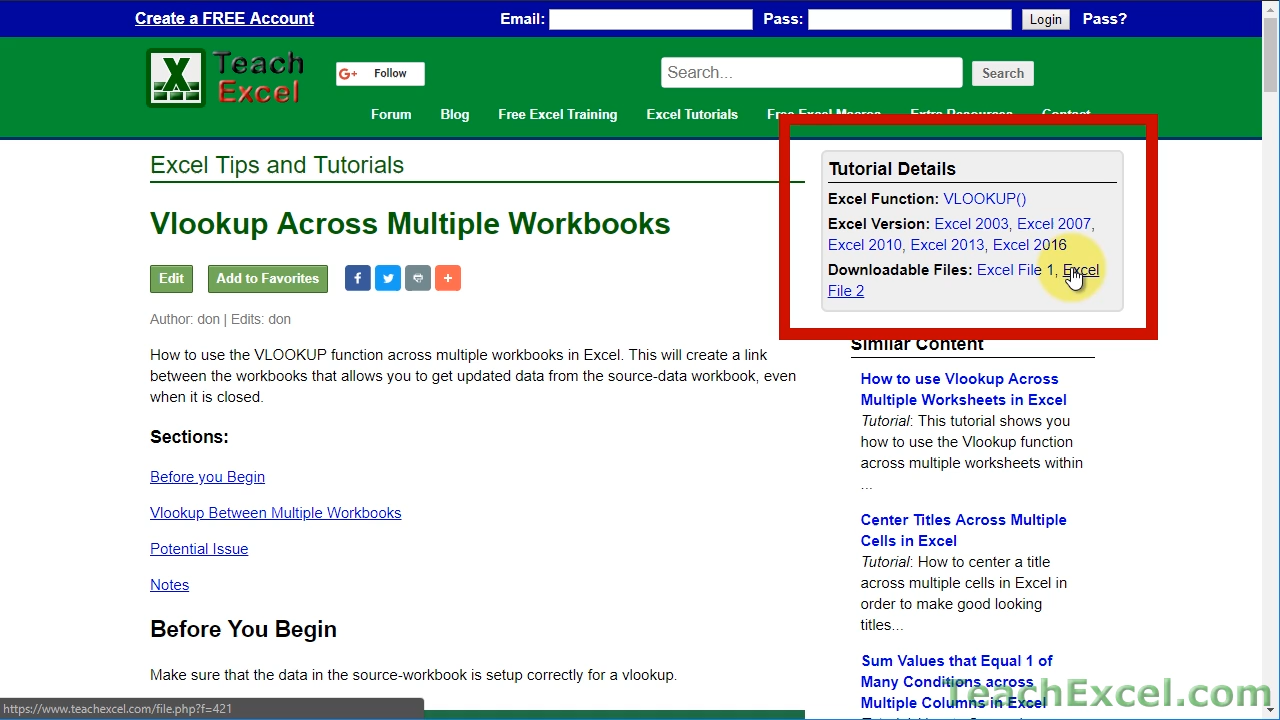 Create a FREE Account Email: Pass: Login Pass?
Teach
Excel
G+ Follow
Search... Search
Forum Blog Free Excel Training Excel Tutorials Free Excel Macros Extra Resources Contact
Excel Tips and Tutorials
Vlookup Across Multiple Workbooks
Edit Add to Favorites
Author: don | Edits: don
How to use the VLOOKUP function across multiple workbooks in Excel. This will create a link
between the workbooks that allows you to get updated data from the source-data workbook, even
when it is closed.
Sections:
Before you Begin
Vlookup Between Multiple Workbooks
Potential Issue
Notes
Before You Begin
Make sure that the data in the source-workbook is setup correctly for a vlookup.
Tutorial Details
Excel Function: VLOOKUP()
Excel Version: Excel 2003, Excel 2007,
Excel 2010, Excel 2013, Excel 2016
Downloadable Files: Excel File 1, Excel
File 2
Similar Content
How to use Vlookup Across
Multiple Worksheets in Excel
Tutorial: This tutorial shows you
how to use the Vlookup function
across multiple worksheets within
...
Center Titles Across Multiple
Cells in Excel
Tutorial: How to center a title
across multiple cells in Excel in
order to make good looking
titles...
Sum Values that Equal 1 of
Many Conditions across
Multiple Columns in Excel
TeachExcel.com
https://www.teachexcel.com/file.php?f=421